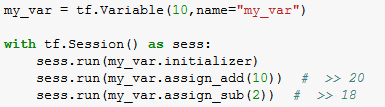 my_var = tf.Variable(10,name="my_var")
with tf.Session() as sess:
    sess.run(my_var.initializer)
    sess.run(my_var.assign_add(10))  #  >> 20
    sess.run(my_var.assign_sub(2))  #  >> 18